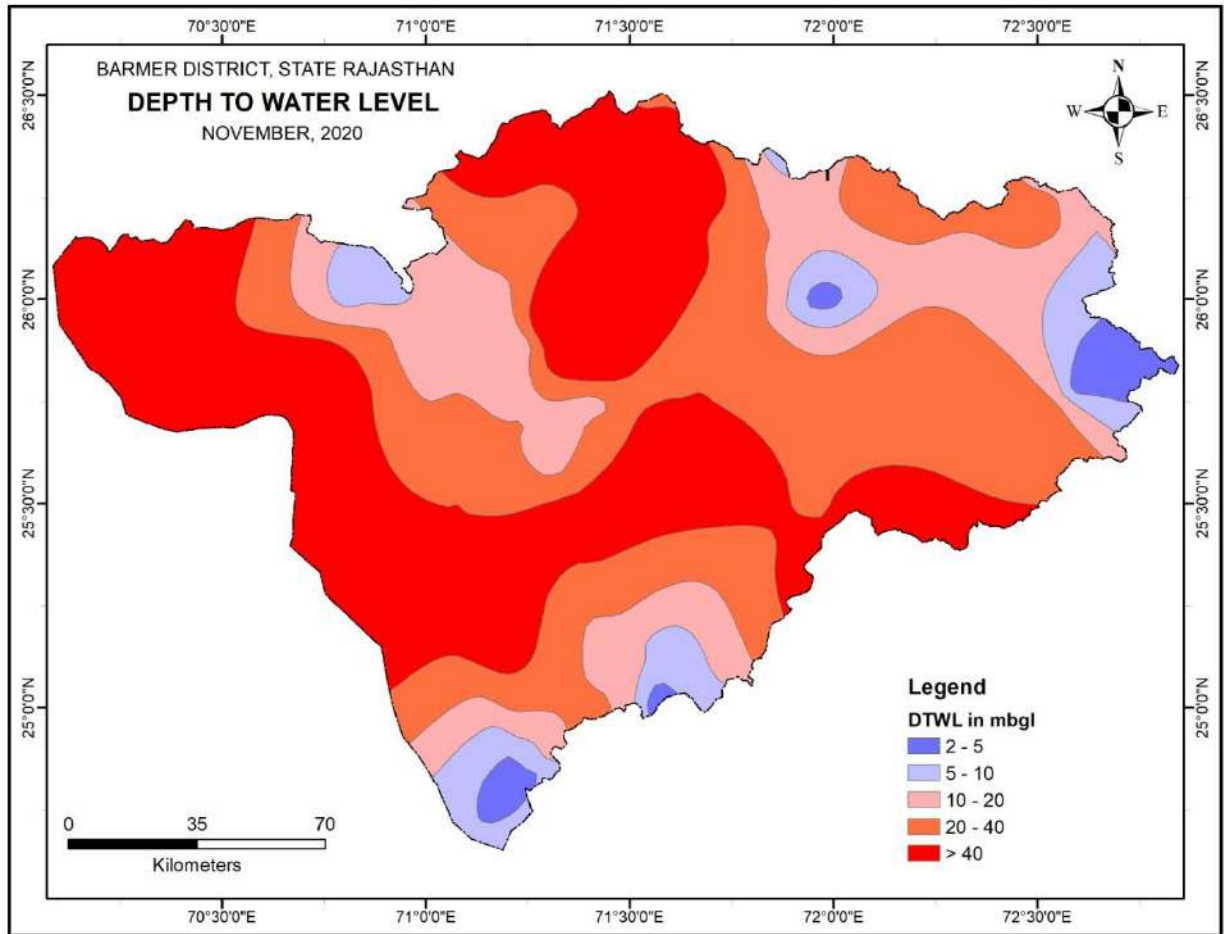 70°30'0"E 71°0'0"E 71°30'0"E 72°0'0"E 72°30'0"E
BARMER DISTRICT, STATE RAJASTHAN
DEPTH TO WATER LEVEL
NOVEMBER, 2020
N
W E
S
26°30'0"N 26°30'0"N
26°0'0"N 26°0'0"N
25°30'0"N 25°30'0"N
25°0'0"N 25°0'0"N
Legend
DTWL in mbgl
2 - 5
5 - 10
10 - 20
20 - 40
> 40
0 35 70
Kilometers
70°30'0"E 71°0'0"E 71°30'0"E 72°0'0"E 72°30'0"E